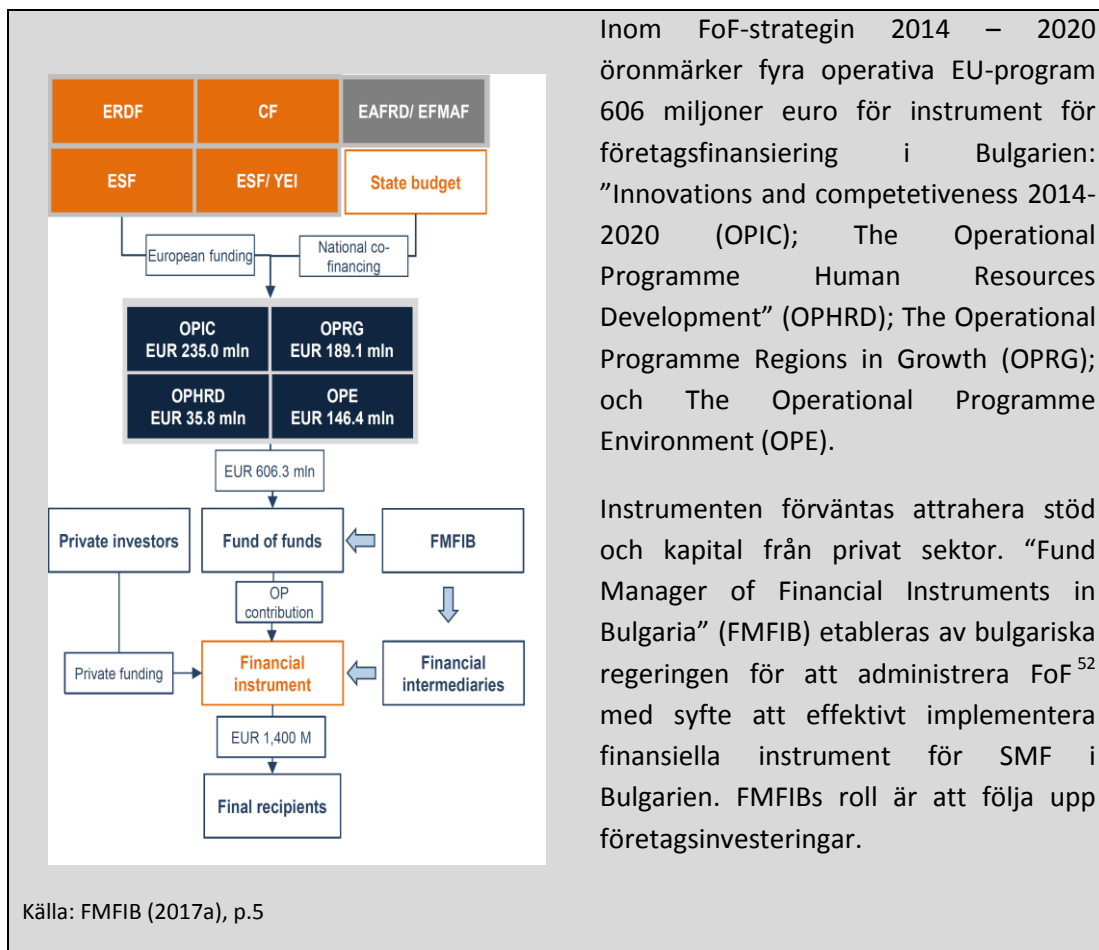 ERDF
CF
EAFRD/ EFMAF
ESF
ESF/ YEI
State budget
European funding
National co-
financing
OPIC
EUR 235.0 mln
OPRG
EUR 189.1 mln
OPHRD
EUR 35.8 mln
OPE
EUR 146.4 mln
EUR 606.3 mln
Private investors
Fund of funds
FMFIB
OP
contribution
Private funding
Financial
instrument
Financial
intermediaries
EUR 1,400 M
Final recipients
Källa: FMFIB (2017a), p.5
Inom FoF-strategin 2014 – 2020
öronmärker fyra operativa EU-program
606 miljoner euro för instrument för
företagsfinansiering i Bulgarien:
”Innovations and competetiveness 2014-
2020 (OPIC); The Operational
Programme Human Resources
Development” (OPHRD); The Operational
Programme Regions in Growth (OPRG);
och The Operational Programme
Environment (OPE).
Instrumenten förväntas attrahera stöd
och kapital från privat sektor. “Fund
Manager of Financial Instruments in
Bulgaria” (FMFIB) etableras av bulgariska
regeringen för att administrera FoF 52
med syfte att effektivt implementera
finansiella instrument för SMF i
Bulgarien. FMFIBs roll är att följa upp
företagsinvesteringar.